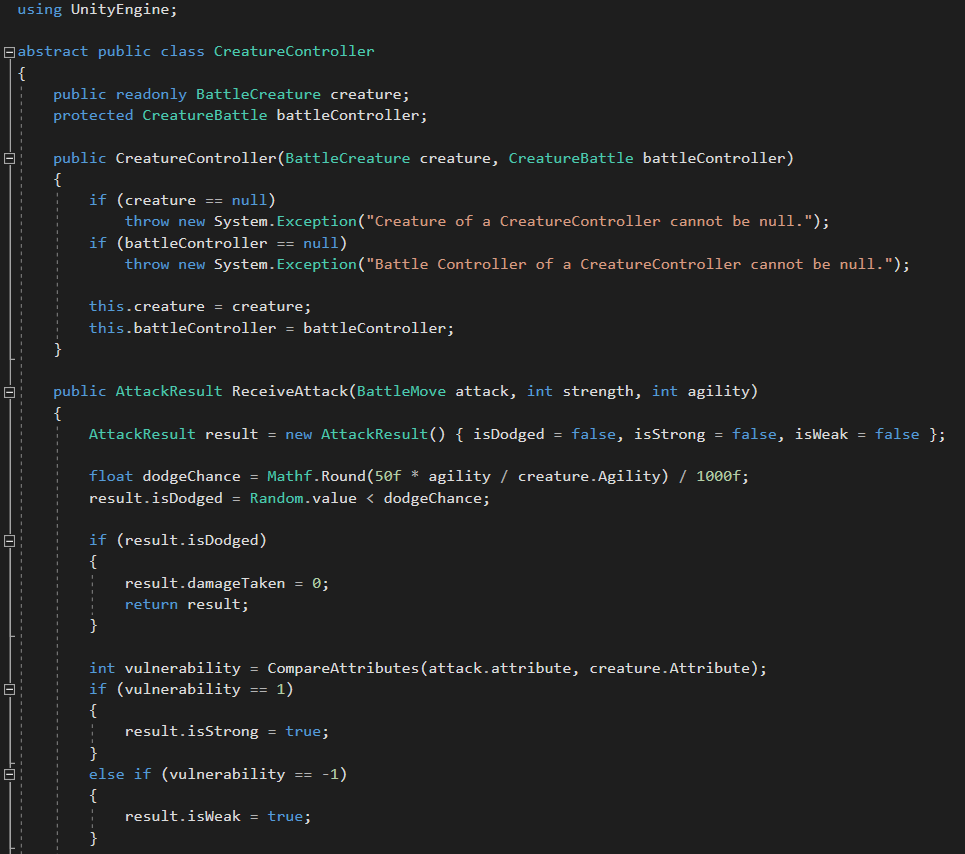 using UnityEngine;

abstract public class CreatureController
{
    public readonly BattleCreature creature;
    protected CreatureBattle battleController;

    public CreatureController(BattleCreature creature, CreatureBattle battleController)
    {
        if (creature == null)
            throw new System.Exception("Creature of a CreatureController cannot be null.");
        if (battleController == null)
            throw new System.Exception("Battle Controller of a CreatureController cannot be null.");

        this.creature = creature;
        this.battleController = battleController;
    }

    public AttackResult ReceiveAttack(BattleMove attack, int strength, int agility)
    {
        AttackResult result = new AttackResult() { isDodged = false, isStrong = false, isWeak = false };

        float dodgeChance = Mathf.Round(50f * agility / creature.Agility) / 1000f;
        result.isDodged = Random.value < dodgeChance;

        if (result.isDodged)
        {
            result.damageTaken = 0;
            return result;
        }

        int vulnerability = CompareAttributes(attack.attribute, creature.Attribute);
        if (vulnerability == 1)
        {
            result.isStrong = true;
        }
        else if (vulnerability == -1)
        {
            result.isWeak = true;
        }